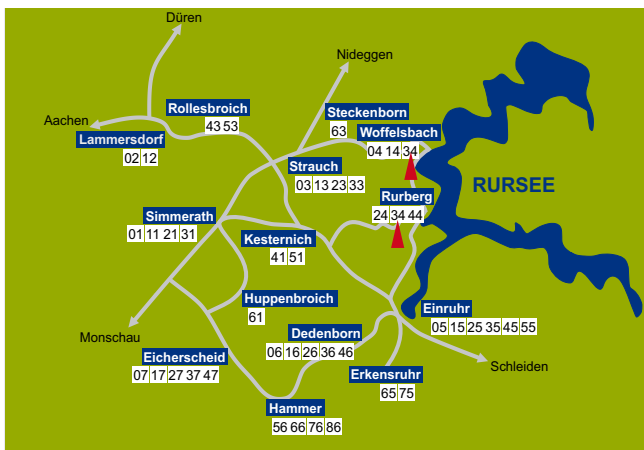 Düren
Nideggen
Aachen
Rollesbroich
43 53
Steckenborn
63
Lammersdorf
02 12
Woffelsbach
04 14 34
Strauch
03 13 23 33
RURSEE
Rurberg
24 34 44
Simmerath
01 11 21 31
Kesternich
41 51
Huppenbroich
61
Einruhr
05 15 25 35 45 55
Monschau
Dedenborn
06 16 26 36 46
Eicherscheid
07 17 27 37 47
Erkensruhr
65 75
Schleiden
Hammer
56 66 76 86